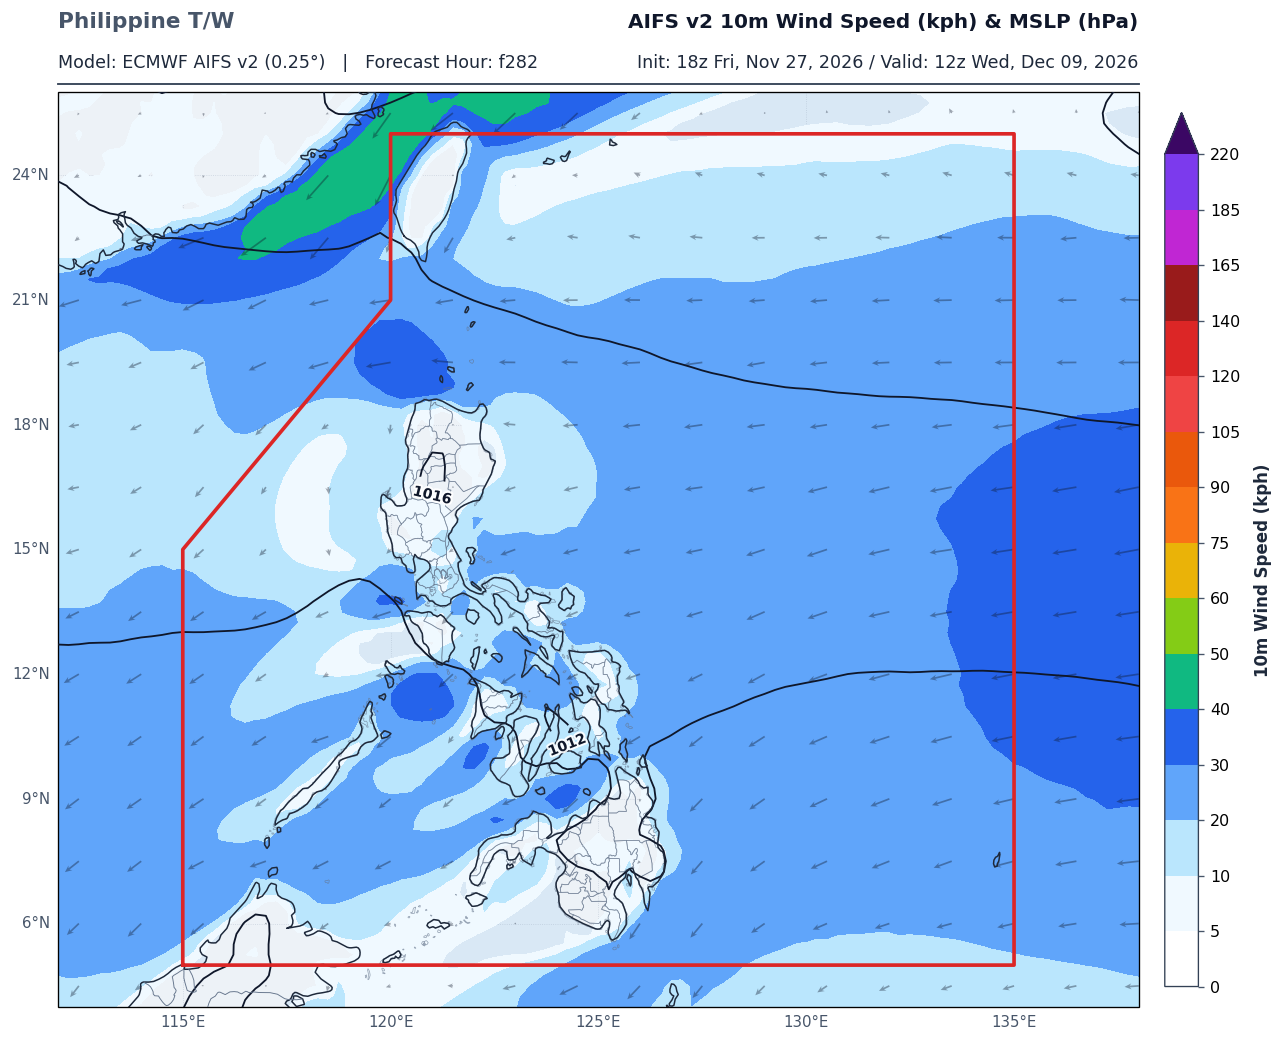 Philippine T/W
AIFS v2 10m Wind Speed (kph) & MSLP (hPa)
Model: ECMWF AIFS v2 (0.25°)   |   Forecast Hour: f282
Init: 18z Fri, Nov 27, 2026 / Valid: 12z Wed, Dec 09, 2026
24°N
21°N
18°N
15°N
12°N
9°N
6°N
115°E
120°E
125°E
130°E
135°E
1016
1012
220
185
165
140
120
105
90
75
60
50
40
30
20
10
5
0
10m Wind Speed (kph)